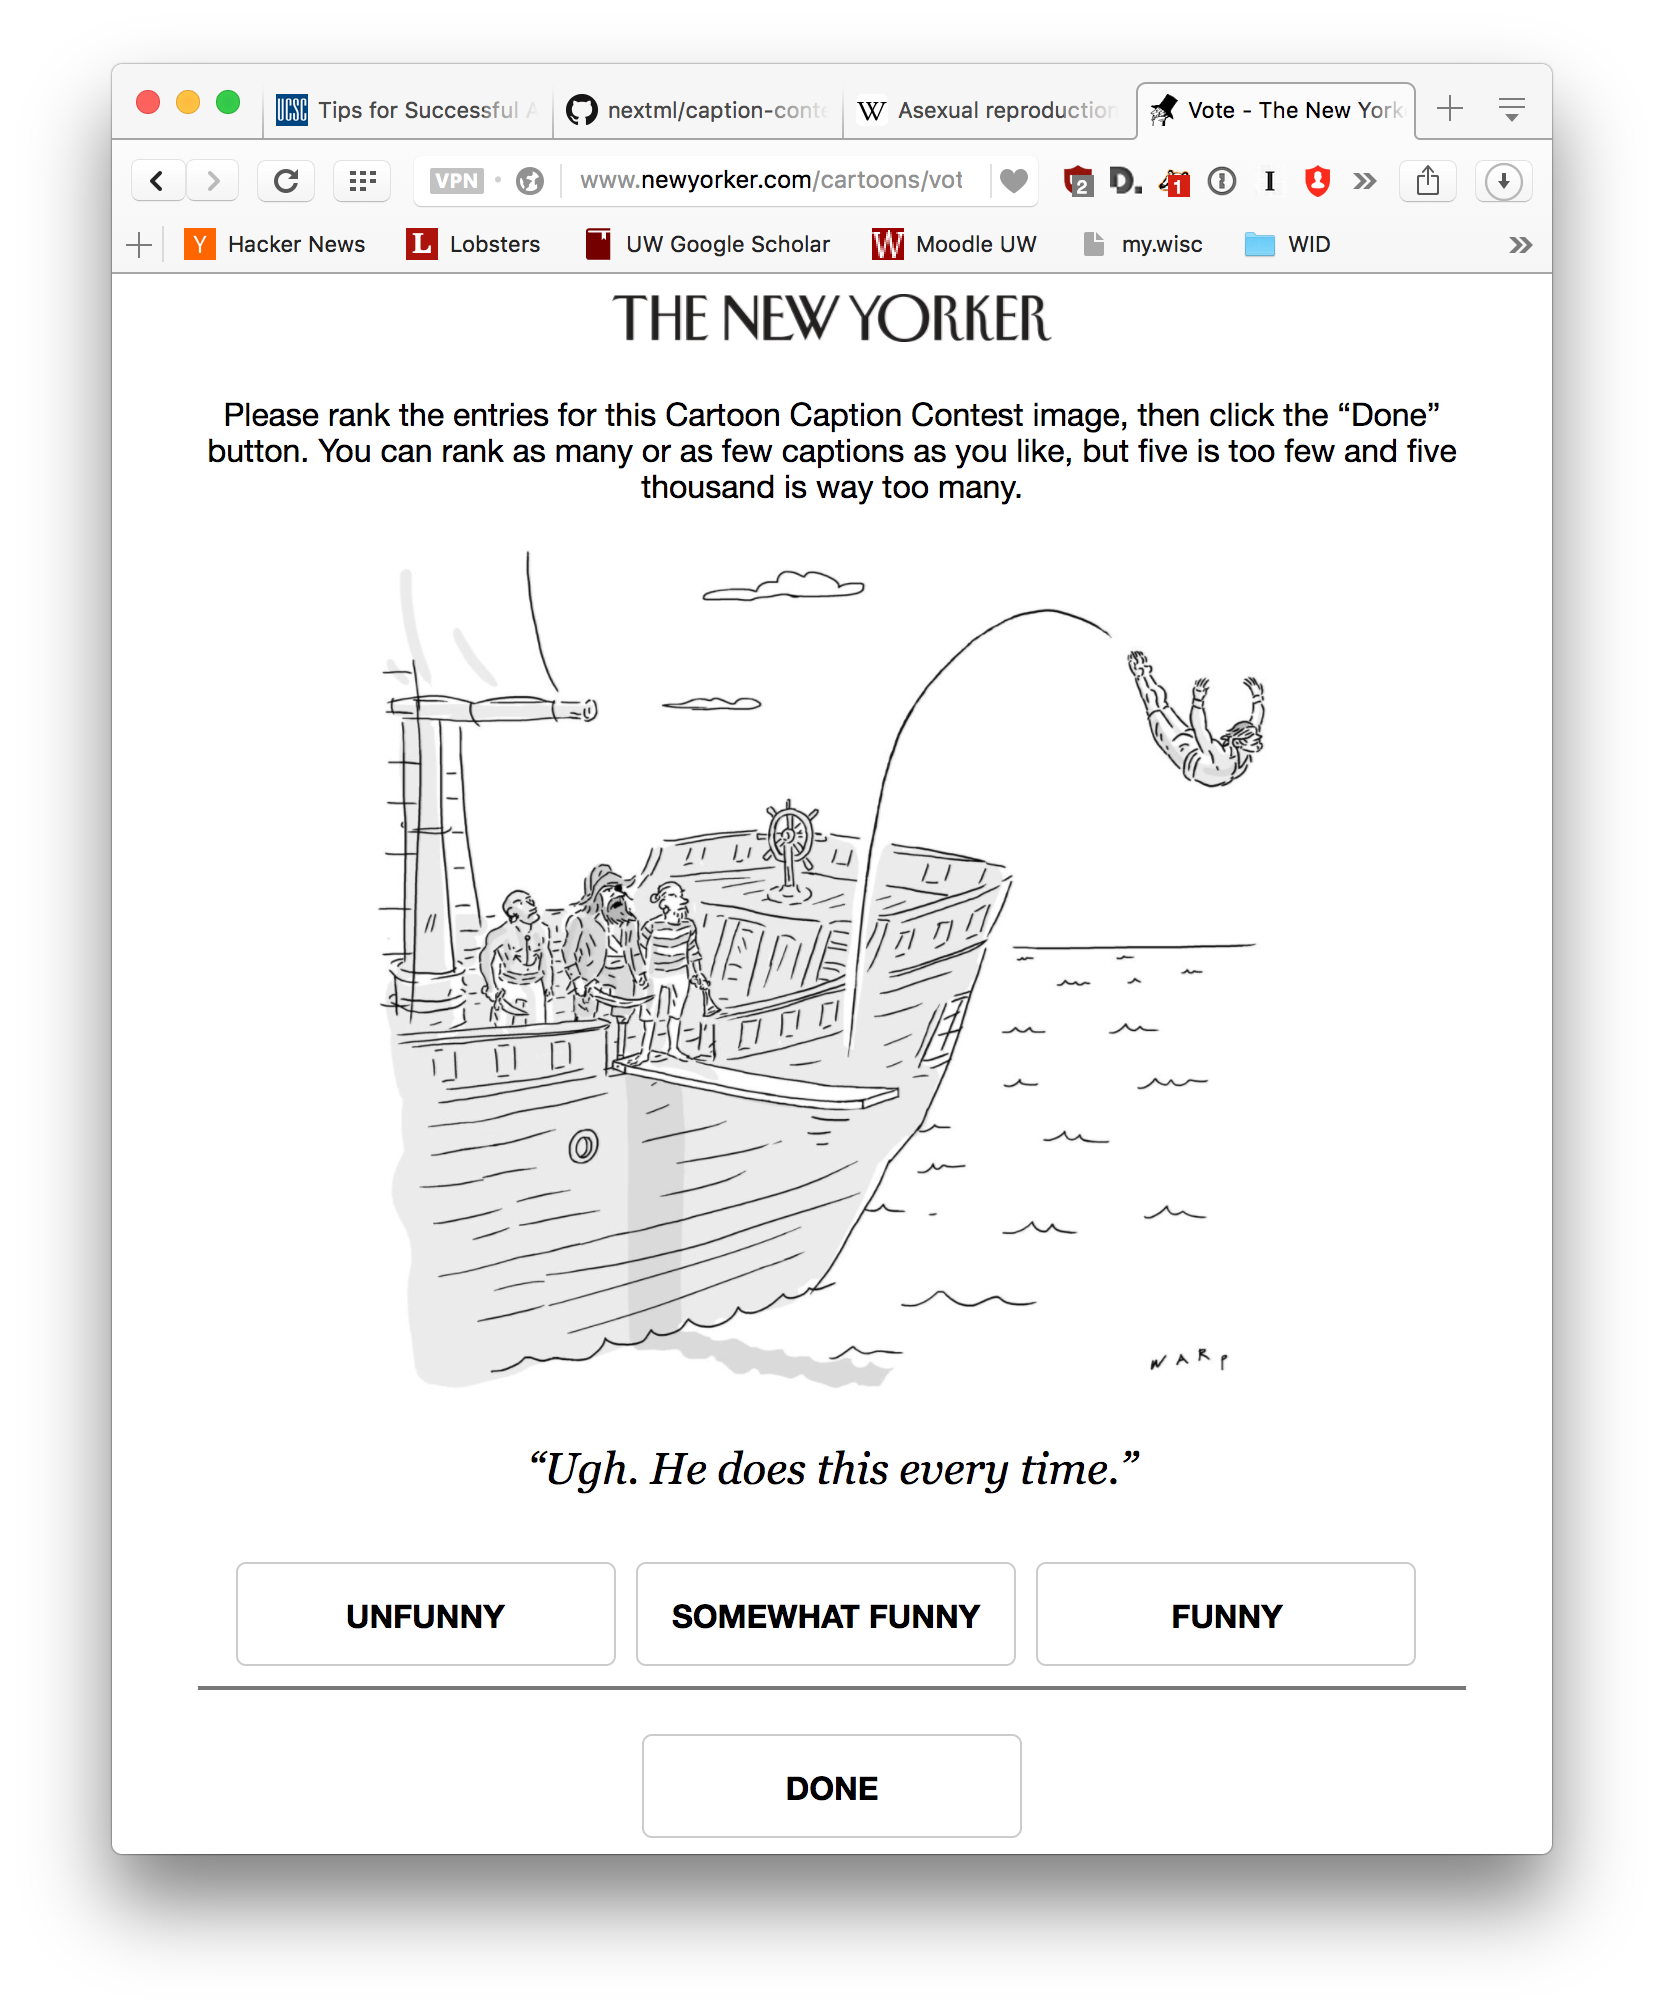 UCSC Tips for Successful A
nextml/caption-conte
W Asexual reproduction
Vote - The New York
VPN
www.newyorker.com/cartoons/vot
2
D.
1
I
Y Hacker News
L Lobsters
UW Google Scholar
W Moodle UW
my.wisc
WID
THE NEW YORKER
Please rank the entries for this Cartoon Caption Contest image, then click the “Done”
button. You can rank as many or as few captions as you like, but five is too few and five
thousand is way too many.
WARP
“Ugh. He does this every time.”
UNFUNNY
SOMEWHAT FUNNY
FUNNY
DONE